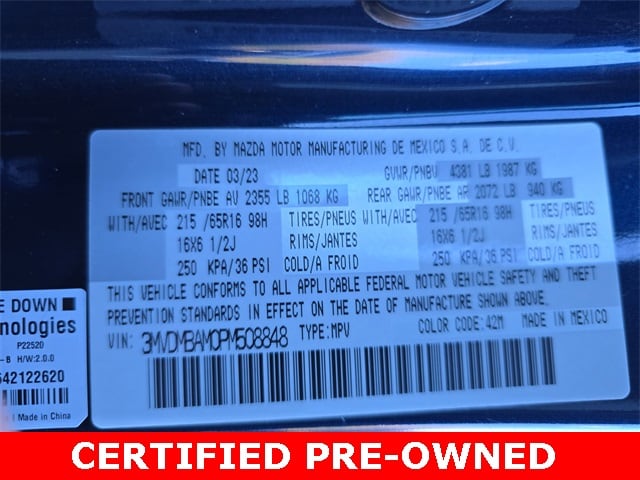 MFD. BY MAZDA MOTOR MANUFACTURING DE MEXICO S.A. DE C.V.
DATE 03/23 GVWR/PNBV 4381 LB 1987 KG
FRONT GAWR/PNBE AV 2355 LB 1068 KG REAR GAWR/PNBE AR 2072 LB 940 KG
WITH/AVEC 215 /65R16 98H TIRES/PNEUS WITH/AVEC 215 /65R16 98H TIRES/PNEUS
16X6 1/2J RIMS/JANTES 16X6 1/2J RIMS/JANTES
250 KPA/36 PSI COLD/A FROID 250 KPA/36 PSI COLD/A FROID
THIS VEHICLE CONFORMS TO ALL APPLICABLE FEDERAL MOTOR VEHICLE SAFETY AND THEFT
PREVENTION STANDARDS IN EFFECT ON THE DATE OF MANUFACTURE SHOWN ABOVE.
VIN: 3MVDMBAM0PM508848 TYPE: MPV COLOR CODE: 42M MADE IN MEXICO
E DOWN
nologies
P22520
-B H/W:2.0.0
642122620
Made in China
CERTIFIED PRE-OWNED